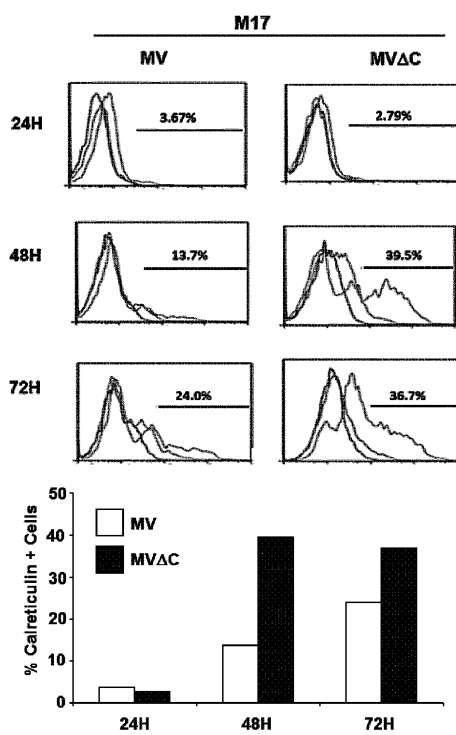 M17
MV MVΔC
24H 3.67% 2.79%
48H 13.7% 39.5%
72H 24.0% 36.7%
% Calreticulin + Cells
50
40
30
20
10
0
MV
MVΔC
24H 48H 72H